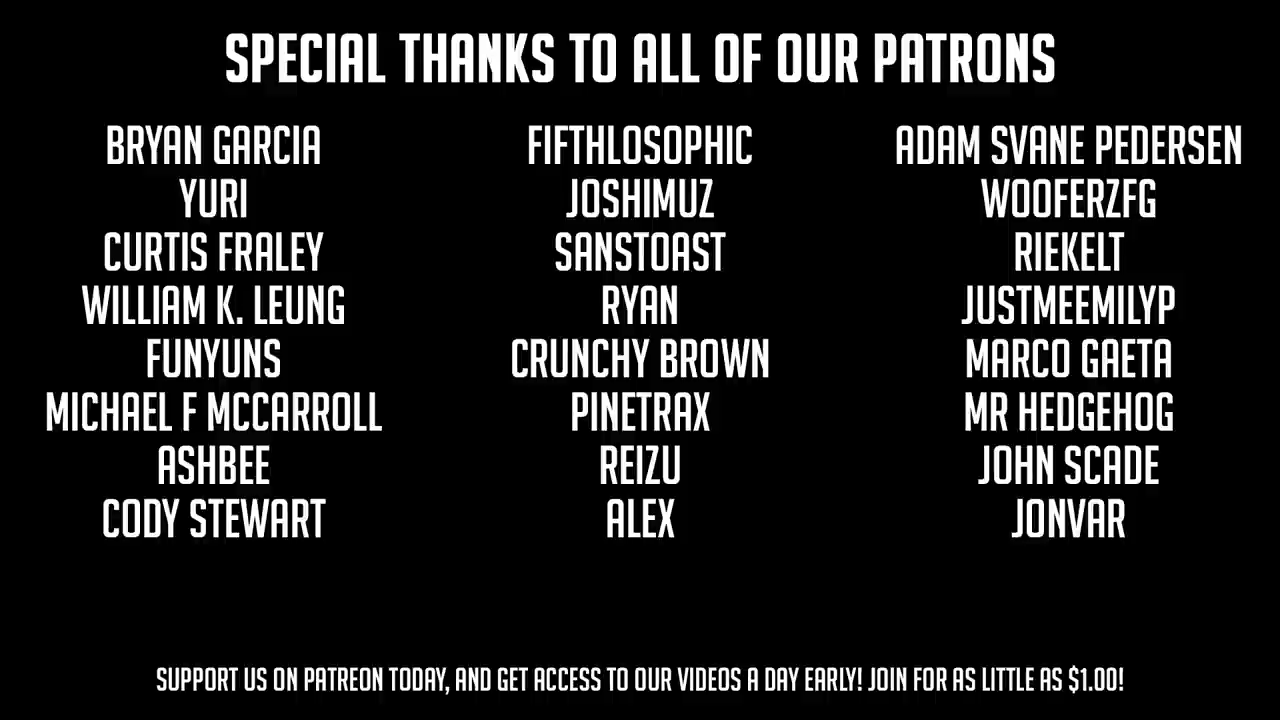 SPECIAL THANKS TO ALL OF OUR PATRONS
BRYAN GARCIA
YURI
CURTIS FRALEY
WILLIAM K. LEUNG
FUNYUNS
MICHAEL F MCCARROLL
ASHBEE
CODY STEWART
FIFTHLOSOPHIC
JOSHIMUZ
SANSTOAST
RYAN
CRUNCHY BROWN
PINETRAX
REIZU
ALEX
ADAM SVANE PEDERSEN
WOOFERZFG
RIEKELT
JUSTMEEMILYP
MARCO GAETA
MR HEDGEHOG
JOHN SCADE
JONVAR
SUPPORT US ON PATREON TODAY, AND GET ACCESS TO OUR VIDEOS A DAY EARLY! JOIN FOR AS LITTLE AS $1.00!